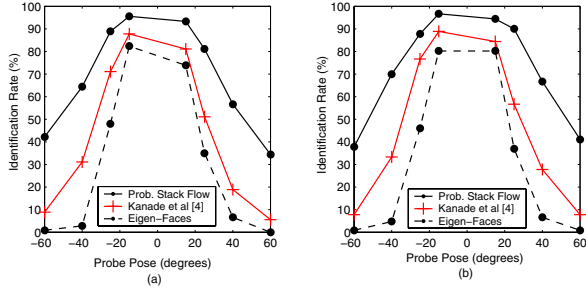 100
90
80
70
60
50
40
30
20
10
0
Identification Rate (%)
Prob. Stack Flow
Kanade et al [4]
Eigen−Faces
−60 −40 −20 0 20 40 60
Probe Pose (degrees)
(a)
100
90
80
70
60
50
40
30
20
10
0
Identification Rate (%)
Prob. Stack Flow
Kanade et al [4]
Eigen−Faces
−60 −40 −20 0 20 40 60
Probe Pose (degrees)
(b)